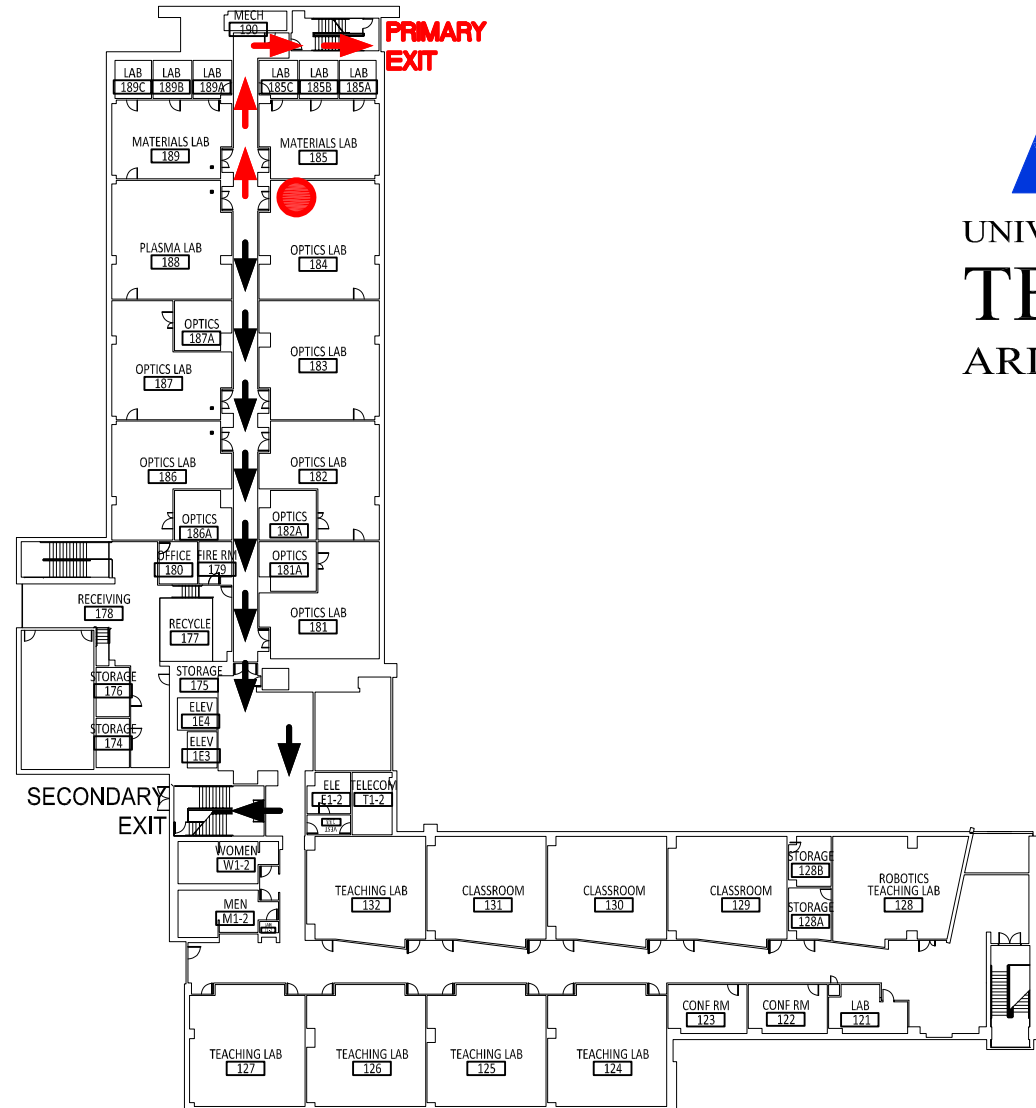 MECH
190
PRIMARY
EXIT
LAB
189C
LAB
189B
LAB
189A
LAB
185C
LAB
185B
LAB
185A
MATERIALS LAB
189
MATERIALS LAB
185
PLASMA LAB
188
OPTICS LAB
184
UNIV
TE
ARI
OPTICS
187A
OPTICS LAB
187
OPTICS LAB
183
OPTICS LAB
186
OPTICS LAB
182
OPTICS
186A
OPTICS
182A
OFFICE
180
FIRE RM
179
OPTICS
181A
RECEIVING
178
RECYCLE
177
OPTICS LAB
181
STORAGE
176
STORAGE
175
ELEV
1E4
STORAGE
174
ELEV
1E3
ELE
E1-2
TELECOM
T1-2
SECONDARY
EXIT
WOMEN
W1-2
MEN
M1-2
TEACHING LAB
132
CLASSROOM
131
CLASSROOM
130
CLASSROOM
129
STORAGE
128B
STORAGE
128A
ROBOTICS
TEACHING LAB
128
CONF RM
123
CONF RM
122
LAB
121
TEACHING LAB
127
TEACHING LAB
126
TEACHING LAB
125
TEACHING LAB
124